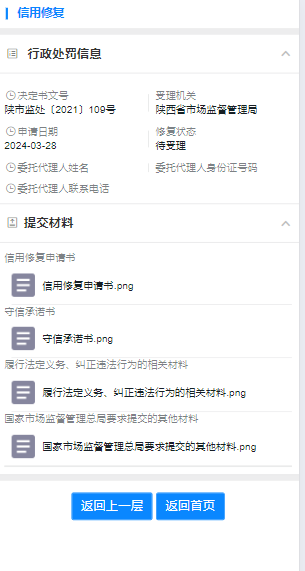 信用修复
行政处罚信息
决定书文号 受理机关
陕市监处〔2021〕109号 陕西省市场监督管理局
申请日期 修复状态
2024-03-28 待受理
委托代理人姓名 委托代理人身份证号码
委托代理人联系电话
提交材料
信用修复申请书
信用修复申请书.png
守信承诺书
守信承诺书.png
履行法定义务、纠正违法行为的相关材料
履行法定义务、纠正违法行为的相关材料.png
国家市场监督管理总局要求提交的其他材料
国家市场监督管理总局要求提交的其他材料.png
返回上一层 返回首页